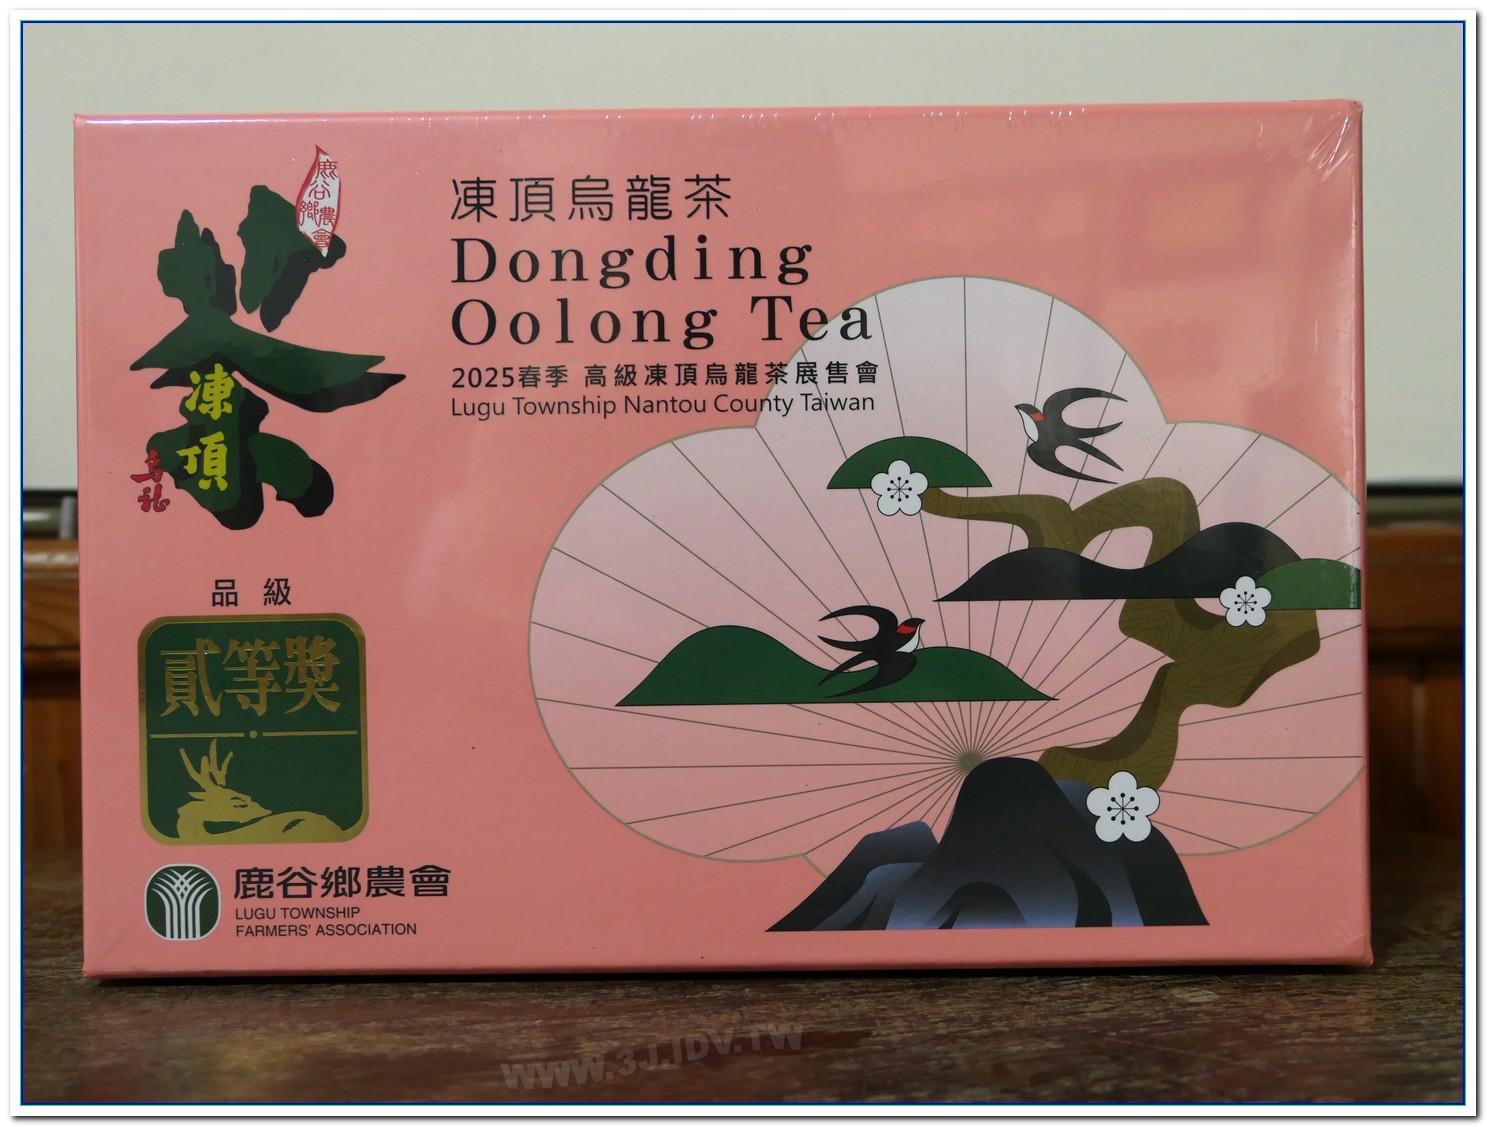 鹿谷
鄉農會
茶
凍頂
烏龍
凍頂烏龍茶
Dongding
Oolong Tea
2025春季 高級凍頂烏龍茶展售會
Lugu Township Nantou County Taiwan
品 級
貳等獎
鹿谷鄉農會
LUGU TOWNSHIP
FARMERS' ASSOCIATION
www.3J.IDV.TW